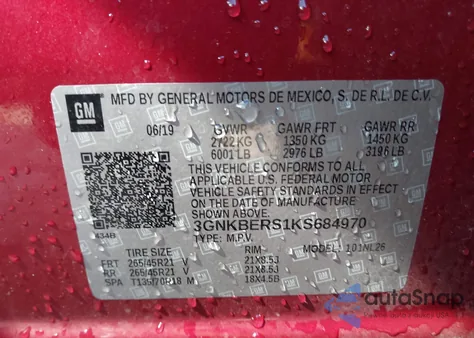 GM
MFD BY GENERAL MOTORS DE MEXICO, S. DE R.L. DE C.V.
06/19 GVWR GAWR FRT GAWR RR
2722 KG 1350 KG 1450 KG
6001 LB 2976 LB 3196 LB
THIS VEHICLE CONFORMS TO ALL
APPLICABLE U.S. FEDERAL MOTOR
VEHICLE SAFETY STANDARDS IN EFFECT
ON THE DATE OF MANUFACTURE
SHOWN ABOVE.
3GNKBERS1KS684970
TYPE: M.P.V. MODEL: 1.01NL26
TIRE SIZE RIM
FRT 265/45R21 V 21X8.5J
RR 265/45R21 V 21X8.5J
SPA T135/70R18 M 18X4.5B
autoSnap